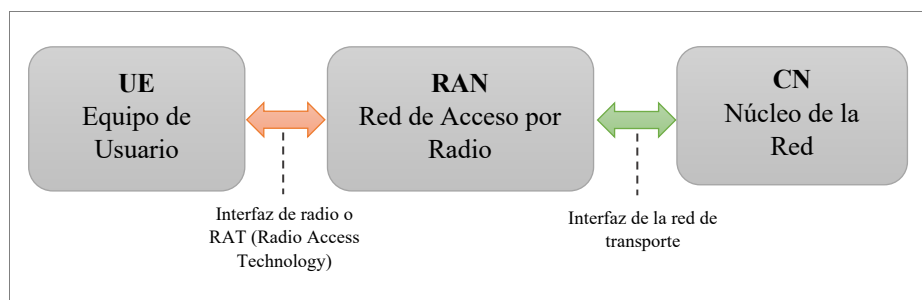 UE
Equipo de
Usuario
RAN
Red de Acceso por
Radio
CN
Núcleo de la
Red
Interfaz de radio o
RAT (Radio Access
Technology)
Interfaz de la red de
transporte